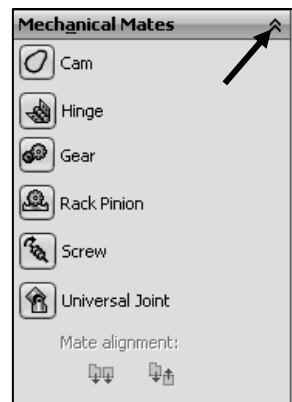 Mechanical Mates
Cam
Hinge
Gear
Rack Pinion
Screw
Universal Joint
Mate alignment: